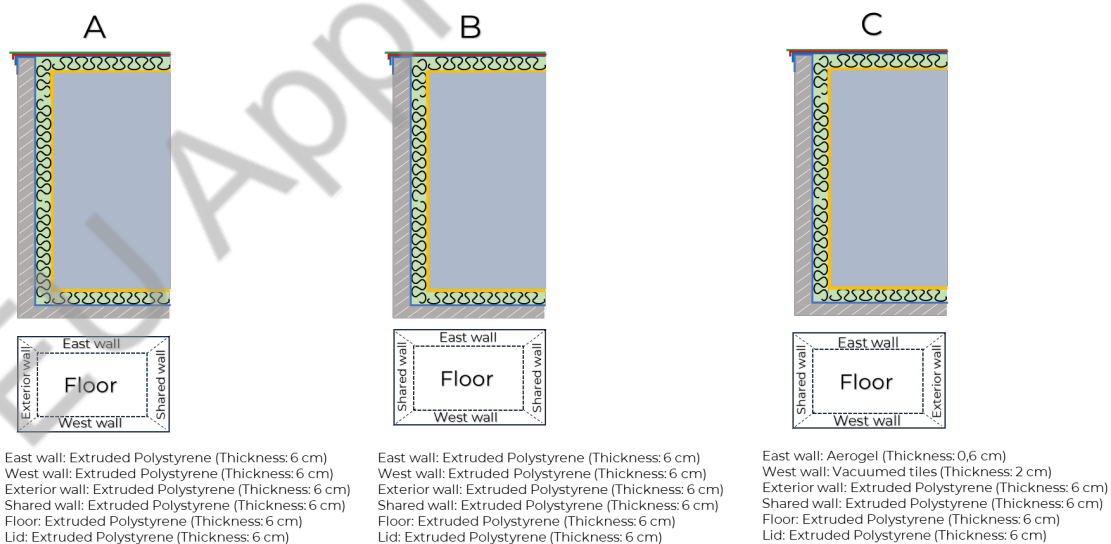 A
B
C
East wall
Exterior wall
Floor
Shared wall
West wall
East wall
Shared wall
Floor
Shared wall
West wall
East wall
Shared wall
Floor
Exterior wall
West wall
East wall: Extruded Polystyrene (Thickness: 6 cm)
West wall: Extruded Polystyrene (Thickness: 6 cm)
Exterior wall: Extruded Polystyrene (Thickness: 6 cm)
Shared wall: Extruded Polystyrene (Thickness: 6 cm)
Floor: Extruded Polystyrene (Thickness: 6 cm)
Lid: Extruded Polystyrene (Thickness: 6 cm)
East wall: Extruded Polystyrene (Thickness: 6 cm)
West wall: Extruded Polystyrene (Thickness: 6 cm)
Exterior wall: Extruded Polystyrene (Thickness: 6 cm)
Shared wall: Extruded Polystyrene (Thickness: 6 cm)
Floor: Extruded Polystyrene (Thickness: 6 cm)
Lid: Extruded Polystyrene (Thickness: 6 cm)
East wall: Aerogel (Thickness: 0,6 cm)
West wall: Vacuumed tiles (Thickness: 2 cm)
Exterior wall: Extruded Polystyrene (Thickness: 6 cm)
Shared wall: Extruded Polystyrene (Thickness: 6 cm)
Floor: Extruded Polystyrene (Thickness: 6 cm)
Lid: Extruded Polystyrene (Thickness: 6 cm)
EU